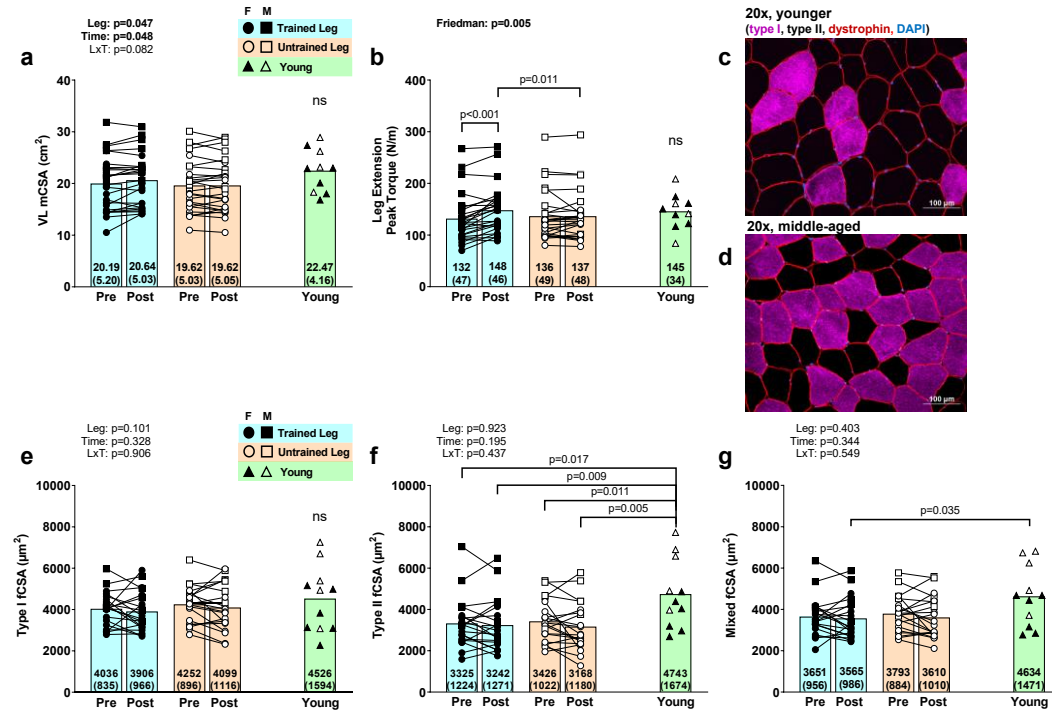 Leg: p=0.047
Time: p=0.048
LxT: p=0.082
F M
Trained Leg
Untrained Leg
Young
a
VL mCSA (cm²)
40
30
20
10
0
ns
20.19
(5.20)
20.64
(5.03)
19.62
(5.03)
19.62
(5.05)
22.47
(4.16)
Pre Post Pre Post Young
Friedman: p=0.005
b
Leg Extension
Peak Torque (N/m)
400
300
200
100
0
p=0.011
p<0.001
ns
132
(47)
148
(46)
136
(49)
137
(48)
145
(34)
Pre Post Pre Post Young
20x, younger
(type I, type II, dystrophin, DAPI)
c
100 µm
20x, middle-aged
d
100 µm
Leg: p=0.101
Time: p=0.328
LxT: p=0.906
F M
Trained Leg
Untrained Leg
Young
e
Type I fCSA (µm²)
10000
8000
6000
4000
2000
0
ns
4036
(835)
3906
(966)
4252
(896)
4099
(1116)
4526
(1594)
Pre Post Pre Post Young
Leg: p=0.923
Time: p=0.195
LxT: p=0.437
f
Type II fCSA (µm²)
10000
8000
6000
4000
2000
0
p=0.017
p=0.009
p=0.011
p=0.005
3325
(1224)
3242
(1271)
3426
(1022)
3168
(1180)
4743
(1674)
Pre Post Pre Post Young
Leg: p=0.403
Time: p=0.344
LxT: p=0.549
g
Mixed fCSA (µm²)
10000
8000
6000
4000
2000
0
p=0.035
3651
(956)
3565
(986)
3793
(884)
3610
(1010)
4634
(1471)
Pre Post Pre Post Young